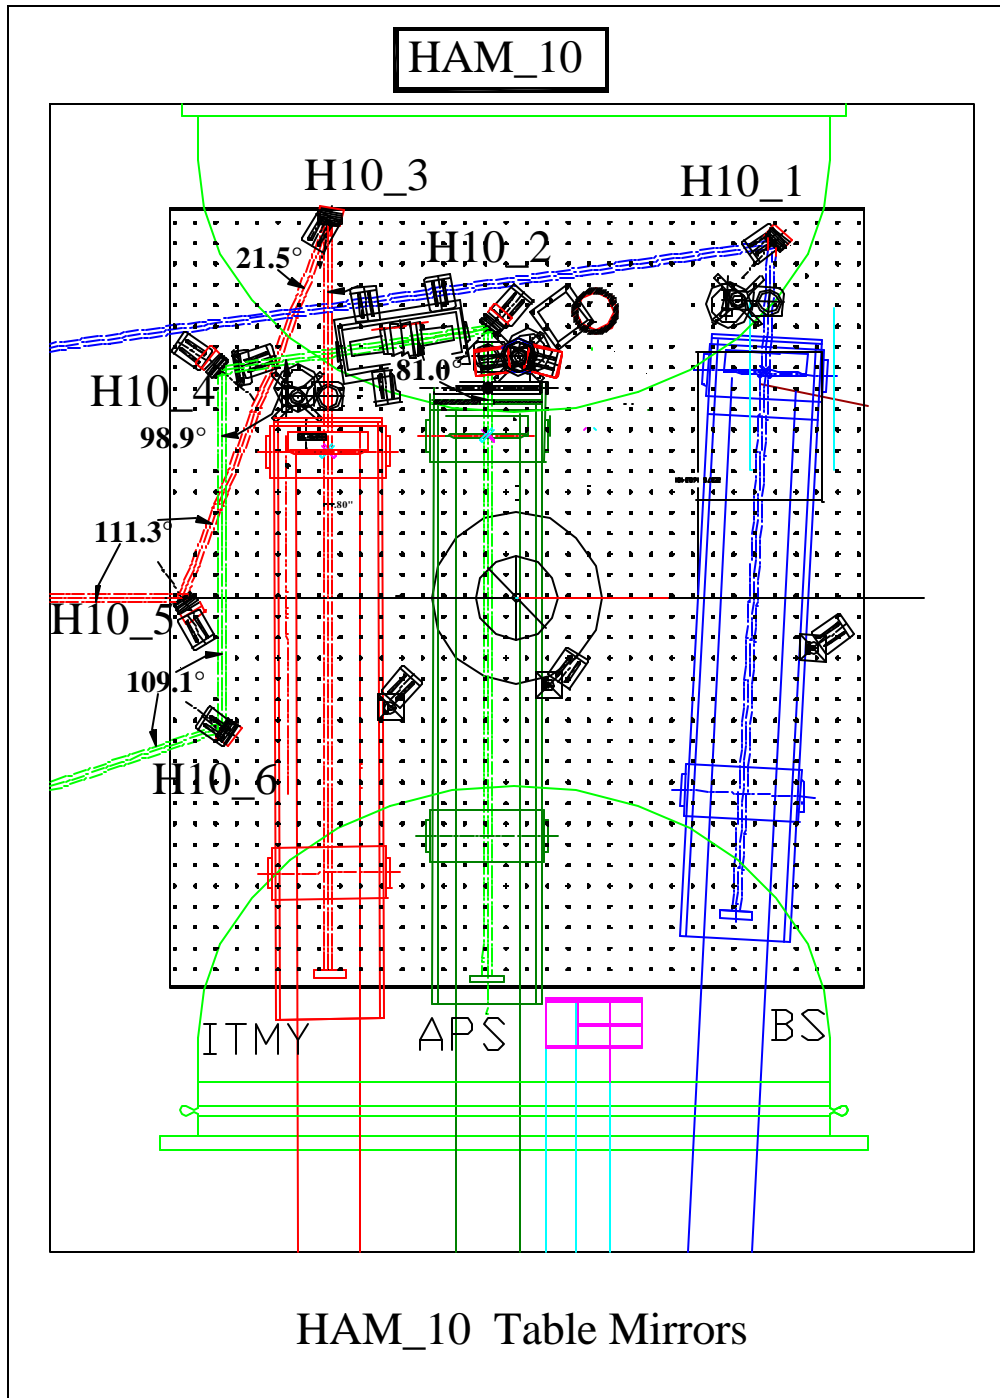 HAM_10
H10_3
H10_1
H10_2
21.5°
81.0°
H10_4
98.9°
.80"
111.3°
H10_5
109.1°
H10_6
ITMY
APS
BS
HAM_10 Table Mirrors